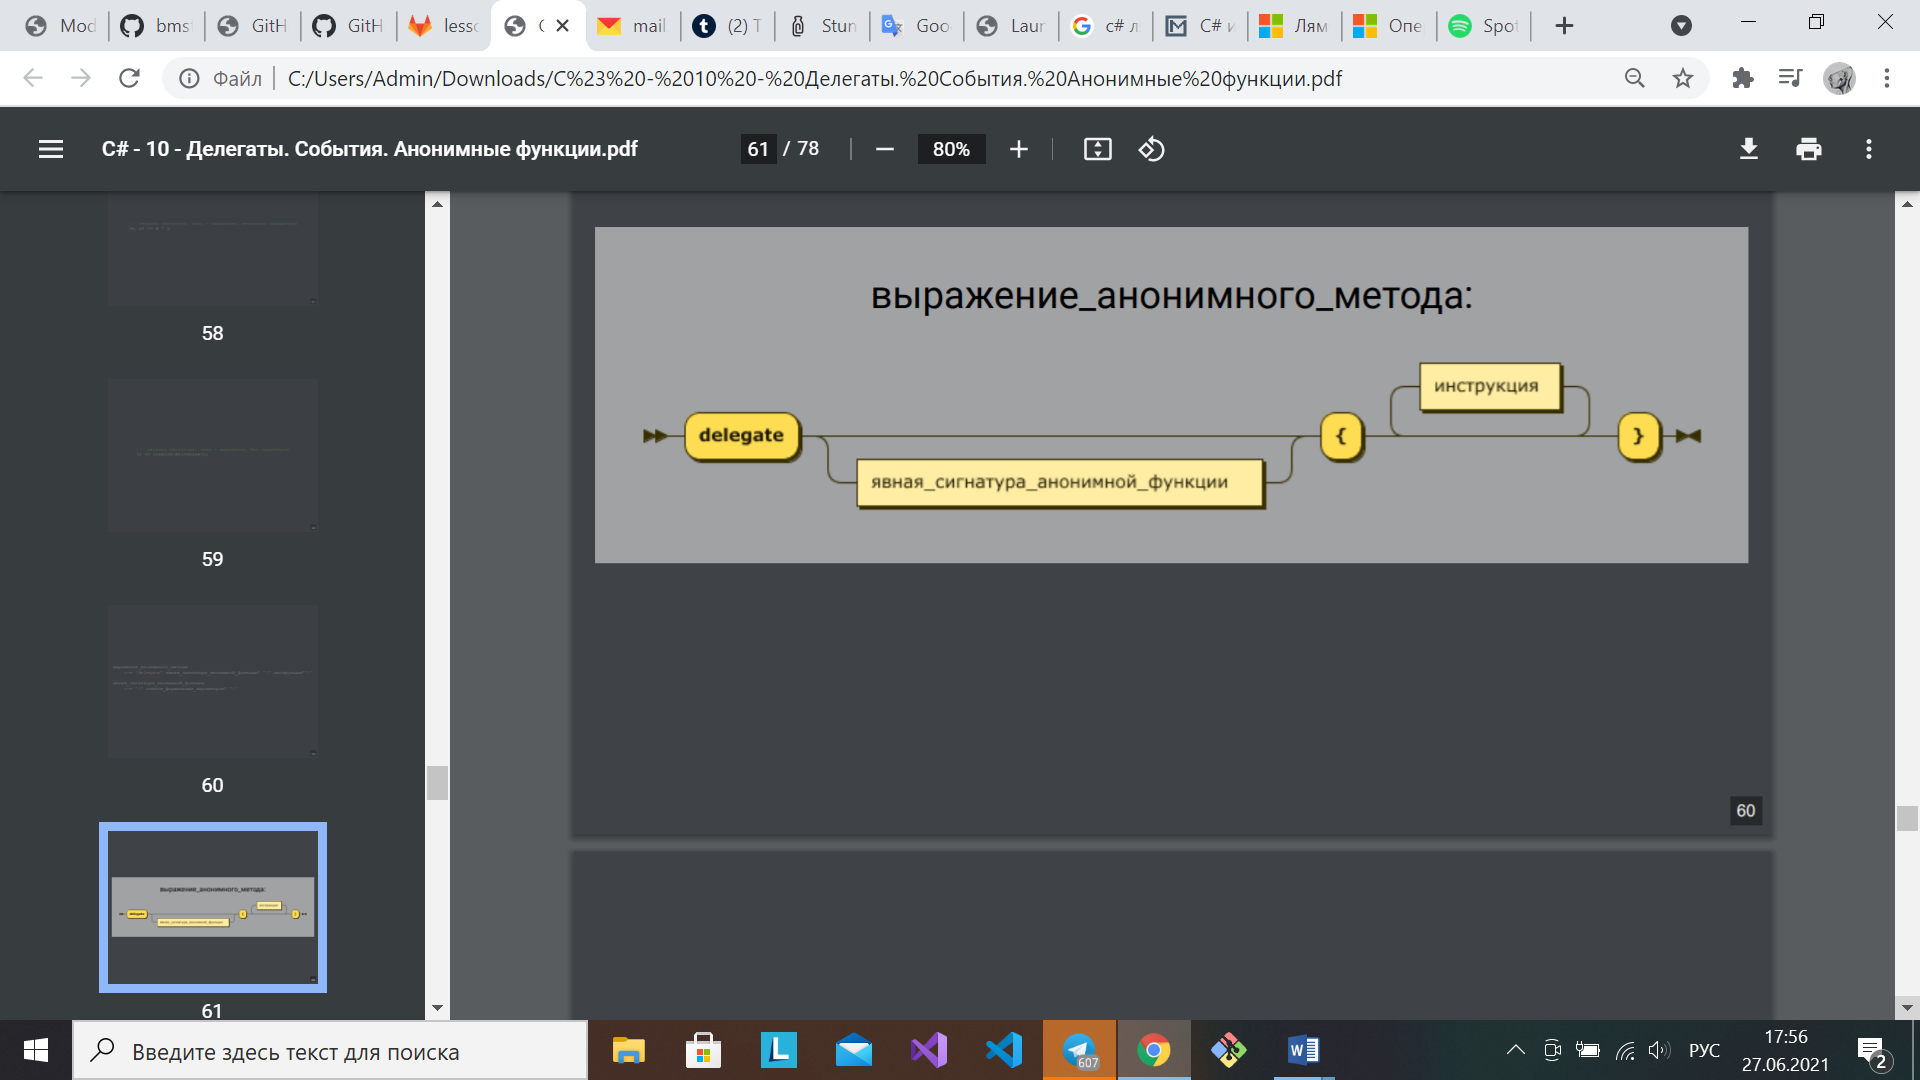 Mod
bms
GitH
GitH
less
mail
(2) T
Stun
Goo
Laur
c# л
C# и
Лям
Опе
Spot
Файл
C:/Users/Admin/Downloads/C%23%20-%2010%20-%20Делегаты.%20События.%20Анонимные%20функции.pdf
C# - 10 - Делегаты. События. Анонимные функции.pdf
61 / 78
80%
58
59
60
выражение_анонимного_метода:
61
выражение_анонимного_метода:
инструкция
delegate
{
}
явная_сигнатура_анонимной_функции
60
Введите здесь текст для поиска
607
РУС
17:56
27.06.2021
2